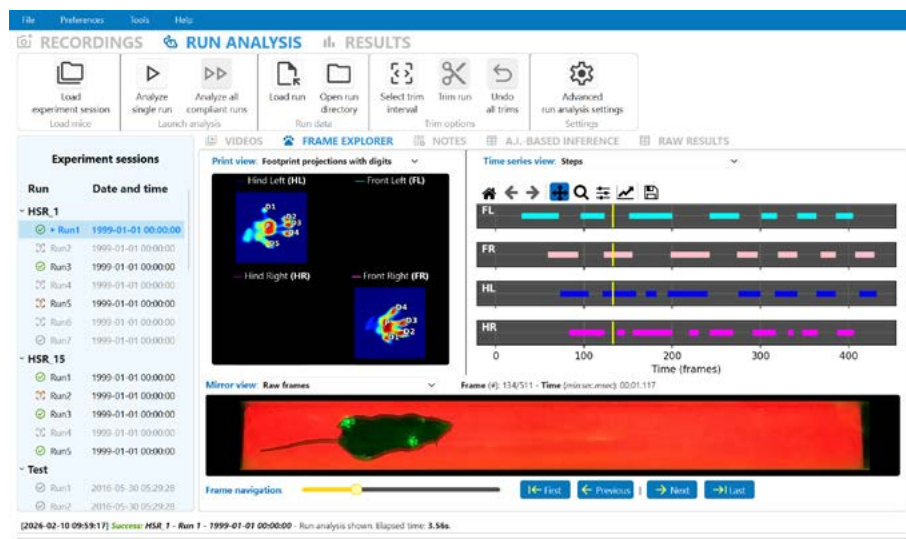 File Preferences Tools Help
RECORDINGS RUN ANALYSIS RESULTS
Load experiment session
Analyze single run
Analyze all compliant runs
Load run
Open run directory
Select trim interval
Trim run
Undo all trims
Advanced run analysis settings
Load mice Launch analysis Run data Trim options Settings
VIDEOS FRAME EXPLORER NOTES A.I.-BASED INFERENCE RAW RESULTS
Experiment sessions
Run Date and time
HSR_1
Run1 1999-01-01 00:00:00
Run2 1999-01-01 00:00:00
Run3 1999-01-01 00:00:00
Run4 1999-01-01 00:00:00
Run5 1999-01-01 00:00:00
Run6 1999-01-01 00:00:00
Run7 1999-01-01 00:00:00
HSR_15
Run1 1999-01-01 00:00:00
Run2 1999-01-01 00:00:00
Run3 1999-01-01 00:00:00
Run4 1999-01-01 00:00:00
Run5 1999-01-01 00:00:00
Test
Run1 2016-05-30 05:29:28
Run2 2016-05-30 05:29:28
Print view: Footprint projections with digits
Hind Left (HL) Front Left (FL)
D1
D2
D3
D4
D5
Hind Right (HR) Front Right (FR)
D4
D3
D2
D1
Time series view: Steps
FL
FR
HL
HR
0 100 200 300 400
Time (frames)
Mirror view: Raw frames
Frame (#): 134/511 - Time (min:sec.msec): 00:01.117
Frame navigation: First Previous | Next Last
[2026-02-10 09:59:17] Success: HSR_1 - Run 1 - 1999-01-01 00:00:00 - Run analysis shown. Elapsed time: 3.56s.